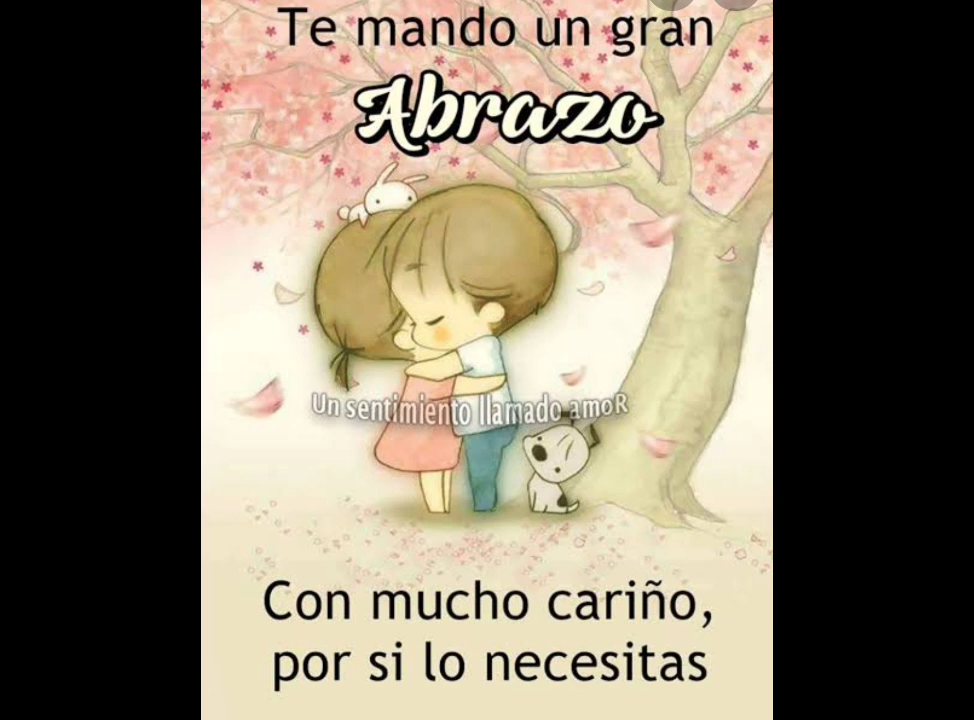 Te mando un gran
Abrazo
Un sentimiento llamado amoR
Con mucho cariño,
por si lo necesitas